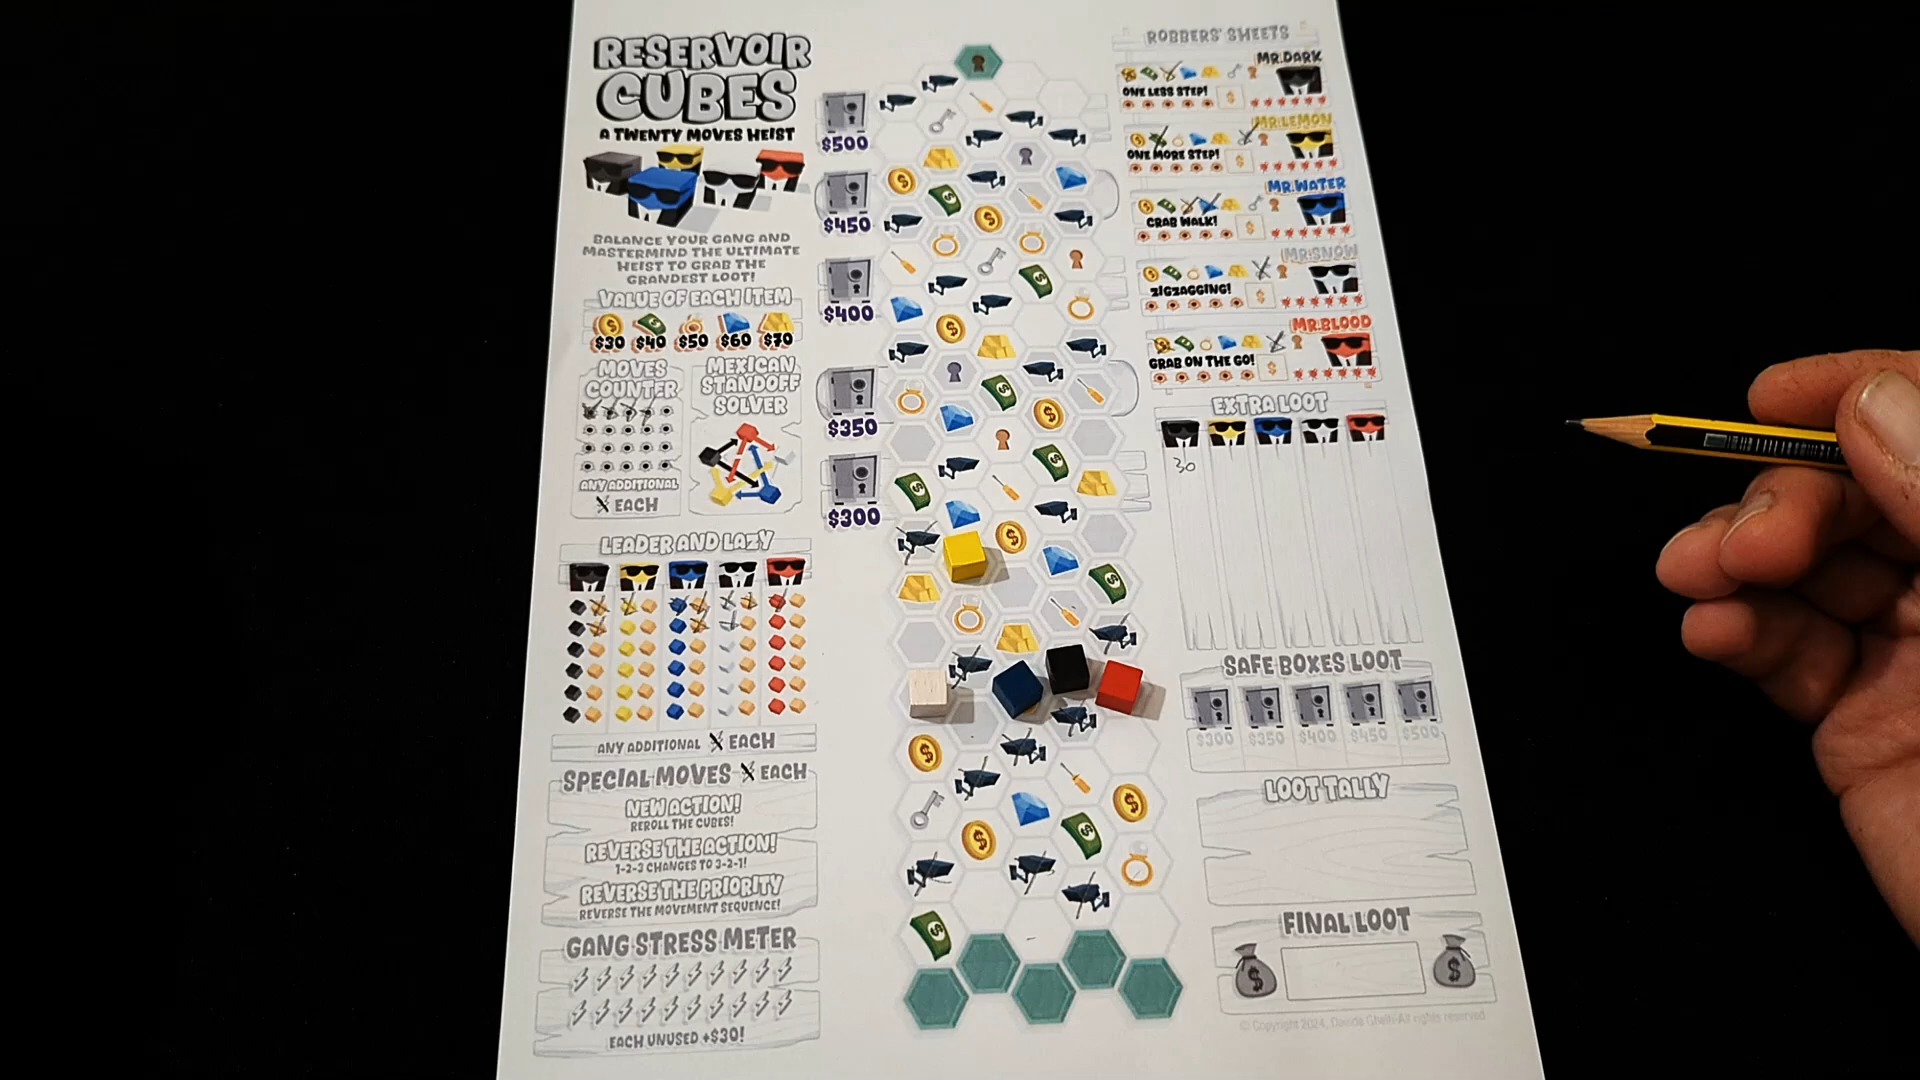 RESERVOIR
CUBES
A TWENTY MOVES HEIST
BALANCE YOUR GANG AND
MASTERMIND THE ULTIMATE
HEIST TO GRAB THE
GRANDEST LOOT!
VALUE OF EACH ITEM
$30 $40 $50 $60 $70
MOVES
COUNTER
ANY ADDITIONAL
EACH
MEXICAN
STANDOFF
SOLVER
LEADER AND LAZY
ANY ADDITIONAL EACH
SPECIAL MOVES EACH
NEW ACTION!
REROLL THE CUBES!
REVERSE THE ACTION!
1-2-3 CHANGES TO 3-2-1!
REVERSE THE PRIORITY
REVERSE THE MOVEMENT SEQUENCE!
GANG STRESS METER
EACH UNUSED +$30!
$500
$450
$400
$350
$300
ROBBERS' SHEETS
MR.DARK
ONE LESS STEP!
MR.LEMON
ONE MORE STEP!
MR.WATER
CRAB WALK!
MR.SNOW
ZIGZAGGING!
MR.BLOOD
GRAB ON THE GO!
EXTRA LOOT
30
SAFE BOXES LOOT
$300 $350 $400 $450 $500
LOOT TALLY
FINAL LOOT